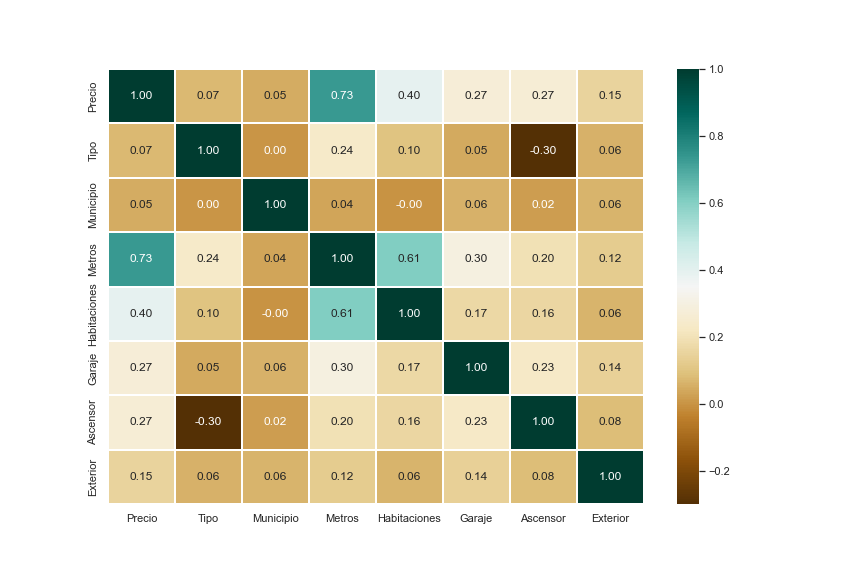 Precio 1.00 0.07 0.05 0.73 0.40 0.27 0.27 0.15
Tipo 0.07 1.00 0.00 0.24 0.10 0.05 -0.30 0.06
Municipio 0.05 0.00 1.00 0.04 -0.00 0.06 0.02 0.06
Metros 0.73 0.24 0.04 1.00 0.61 0.30 0.20 0.12
Habitaciones 0.40 0.10 -0.00 0.61 1.00 0.17 0.16 0.06
Garaje 0.27 0.05 0.06 0.30 0.17 1.00 0.23 0.14
Ascensor 0.27 -0.30 0.02 0.20 0.16 0.23 1.00 0.08
Exterior 0.15 0.06 0.06 0.12 0.06 0.14 0.08 1.00
Precio Tipo Municipio Metros Habitaciones Garaje Ascensor Exterior
1.0
0.8
0.6
0.4
0.2
0.0
−0.2